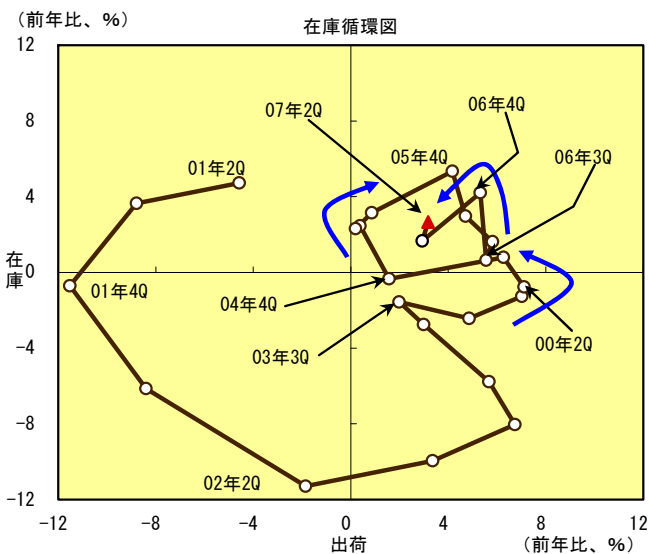 (前年比、%)
在庫循環図
12
8
4
0
-4
-8
-12
在庫
07年2Q
06年4Q
05年4Q
06年3Q
01年2Q
01年4Q
04年4Q
03年3Q
00年2Q
02年2Q
-12 -8 -4 0 4 8 12
出荷 (前年比、%)